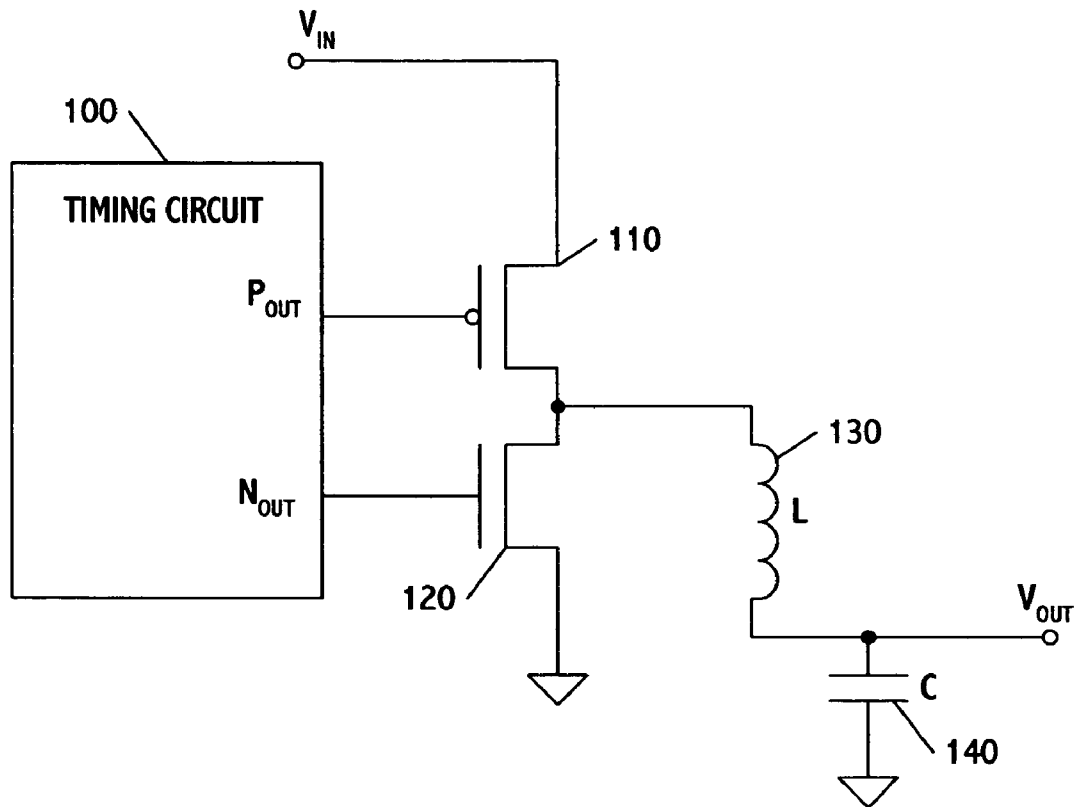 V_IN
100
TIMING CIRCUIT
110
P_OUT
130
N_OUT
L
120
V_OUT
C
140